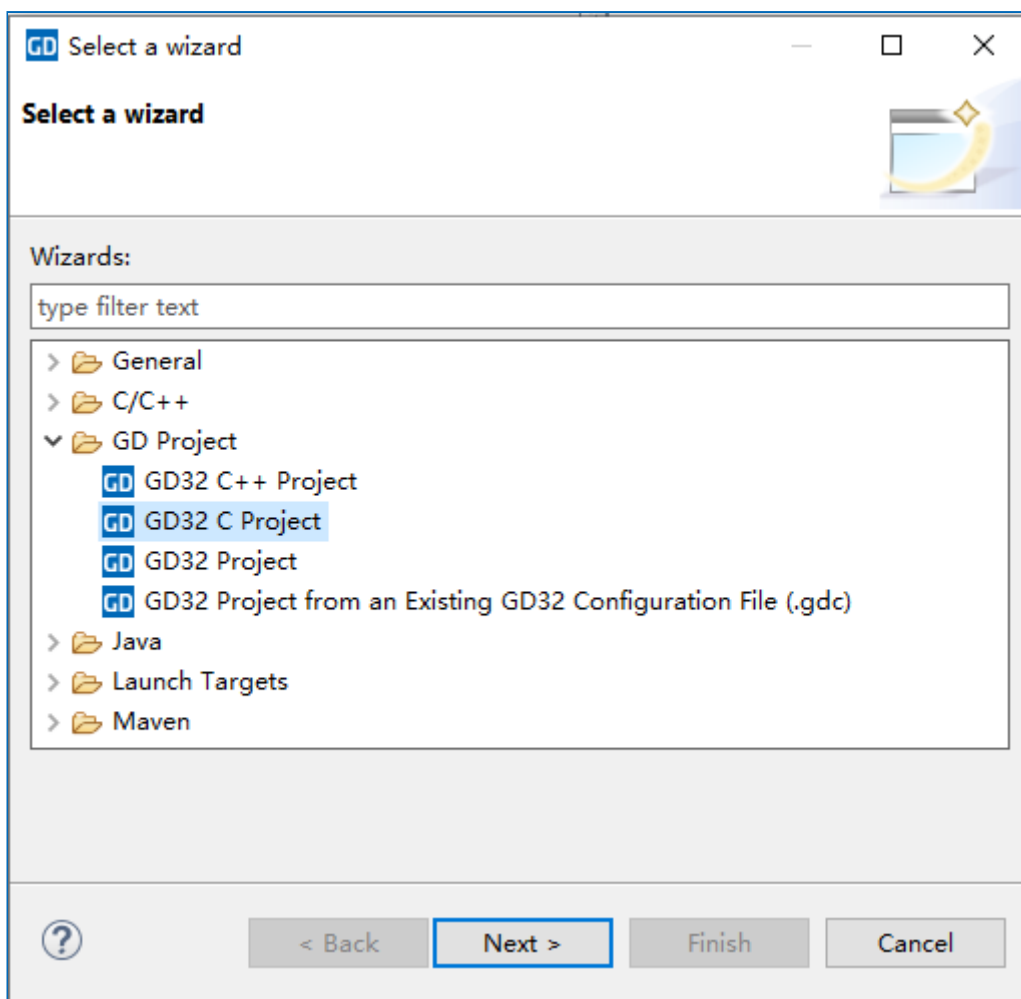 GD Select a wizard
Select a wizard
Wizards:
type filter text
General
C/C++
GD Project
GD GD32 C++ Project
GD GD32 C Project
GD GD32 Project
GD GD32 Project from an Existing GD32 Configuration File (.gdc)
Java
Launch Targets
Maven
? < Back Next > Finish Cancel